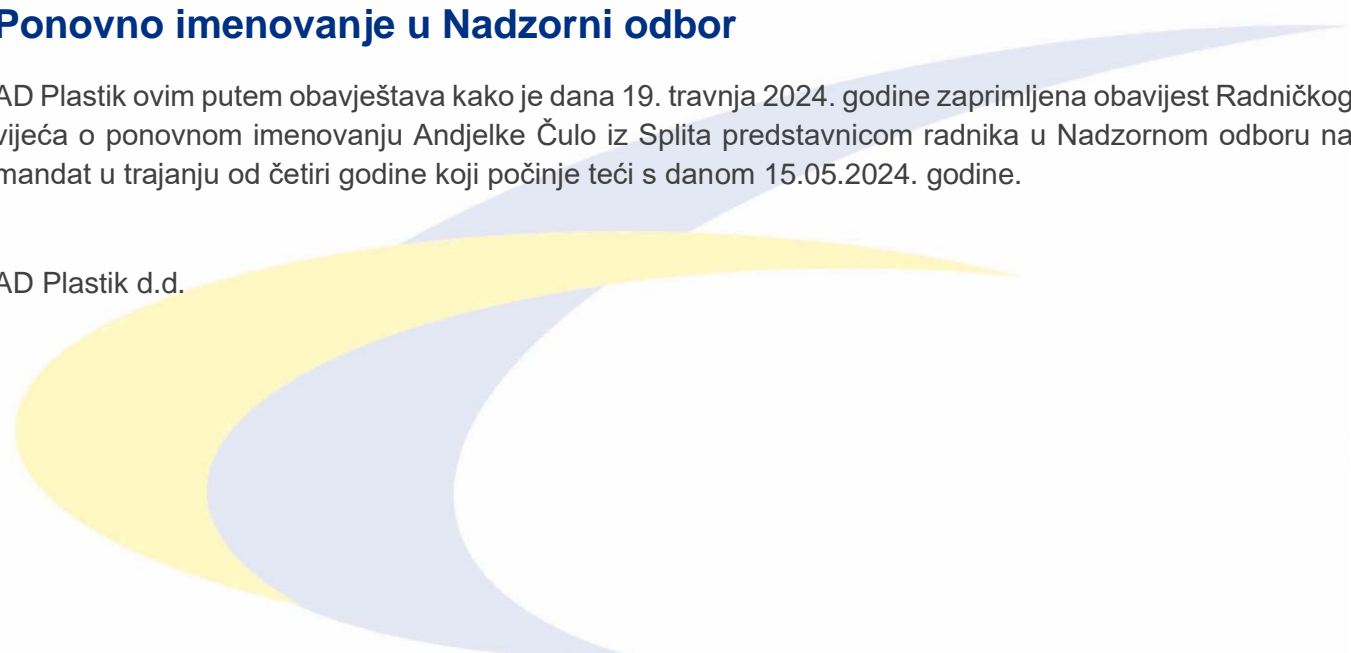 Ponovno imenovanje u Nadzorni odbor
AD Plastik ovim putem obavještava kako je dana 19. travnja 2024. godine zaprimljena obavijest Radničkog
vijeća o ponovnom imenovanju Andjelke Čulo iz Splita predstavnicom radnika u Nadzornom odboru na
mandat u trajanju od četiri godine koji počinje teći s danom 15.05.2024. godine.
AD Plastik d.d.